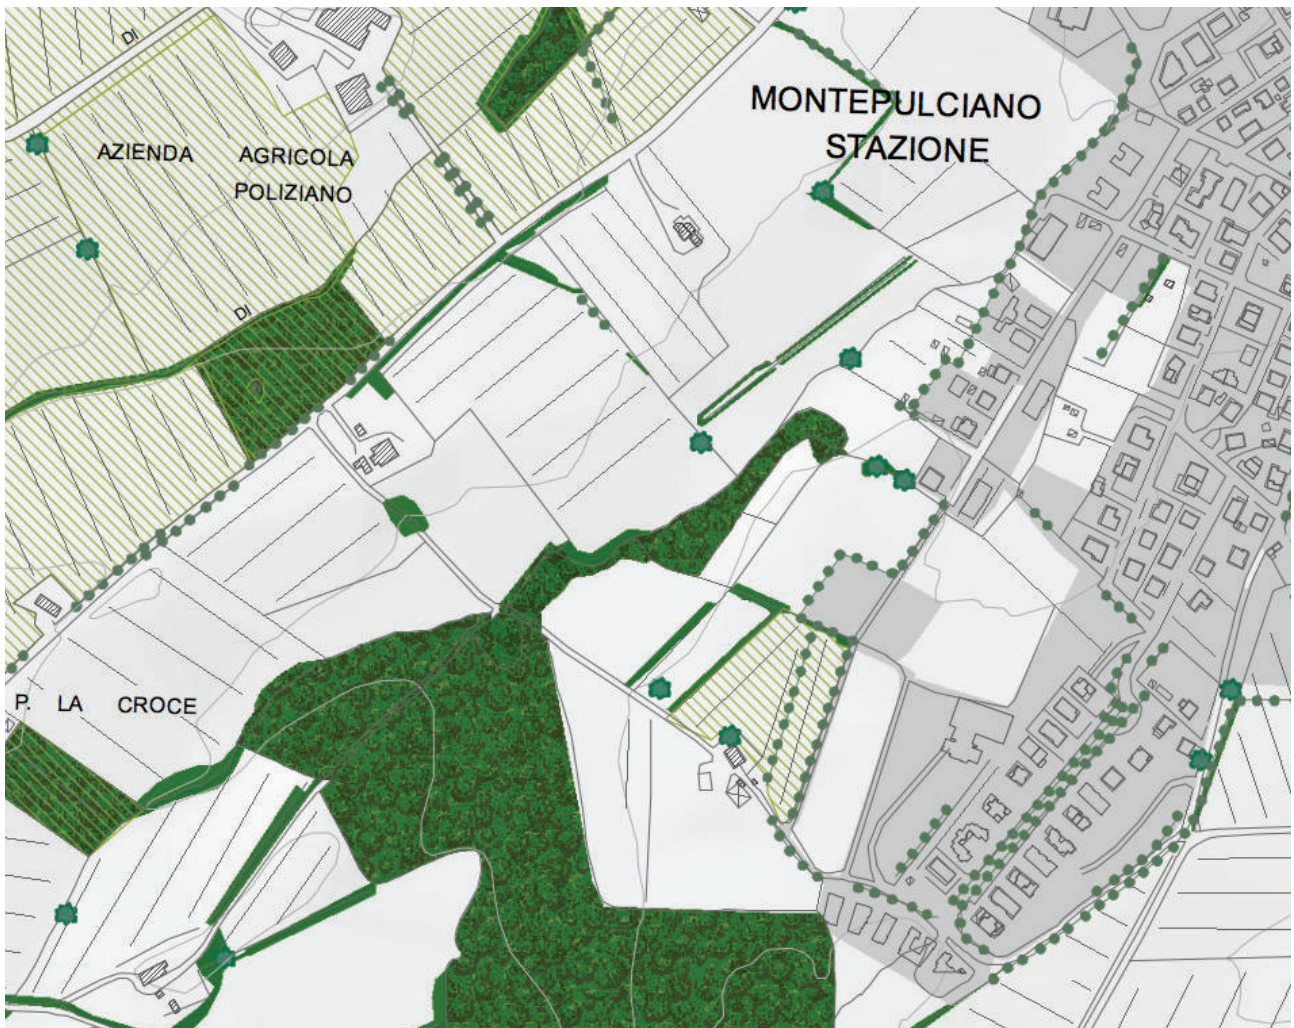 DI
MONTEPULCIANO
STAZIONE
AZIENDA AGRICOLA
POLIZIANO
DI
P. LA CROCE